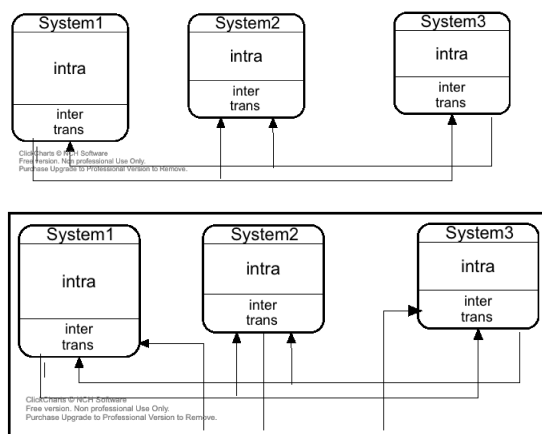 System1
System2
System3
intra
intra
intra
inter
trans
inter
trans
inter
trans
ClickCharts © NCH Software
Free version. Non professional Use Only.
Purchase Upgrade to Professional Version to Remove.
System1
System2
System3
intra
intra
intra
inter
trans
inter
trans
inter
trans
ClickCharts © NCH Software
Free version. Non professional Use Only.
Purchase Upgrade to Professional Version to Remove.